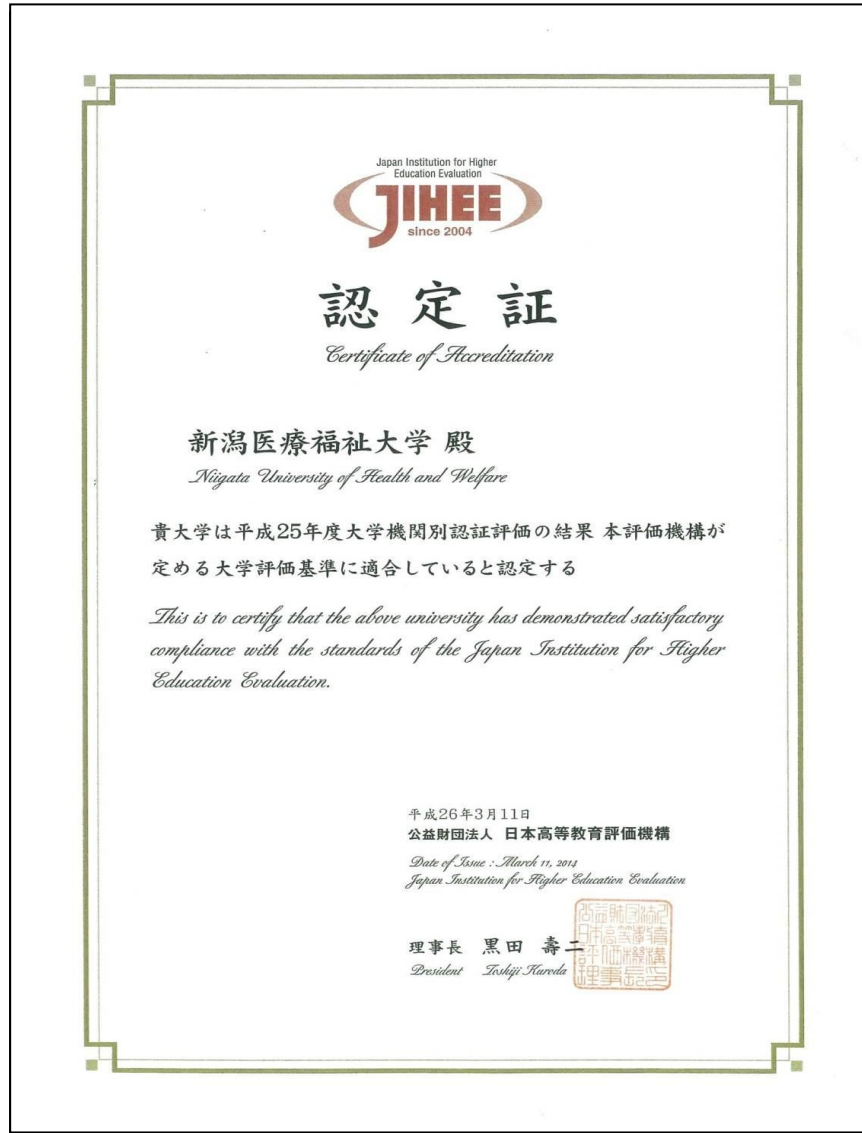 Japan Institution for Higher
Education Evaluation
JIHEE
since 2004
認定証
Certificate of Accreditation
新潟医療福祉大学 殿
Niigata University of Health and Welfare
貴大学は平成25年度大学機関別認証評価の結果 本評価機構が
定める大学評価基準に適合していると認定する
This is to certify that the above university has demonstrated satisfactory
compliance with the standards of the Japan Institution for Higher
Education Evaluation.
平成26年3月11日
公益財団法人 日本高等教育評価機構
Date of Issue : March 11, 2014
Japan Institution for Higher Education Evaluation
理事長 黒田 壽二
President Toshiji Kuroda